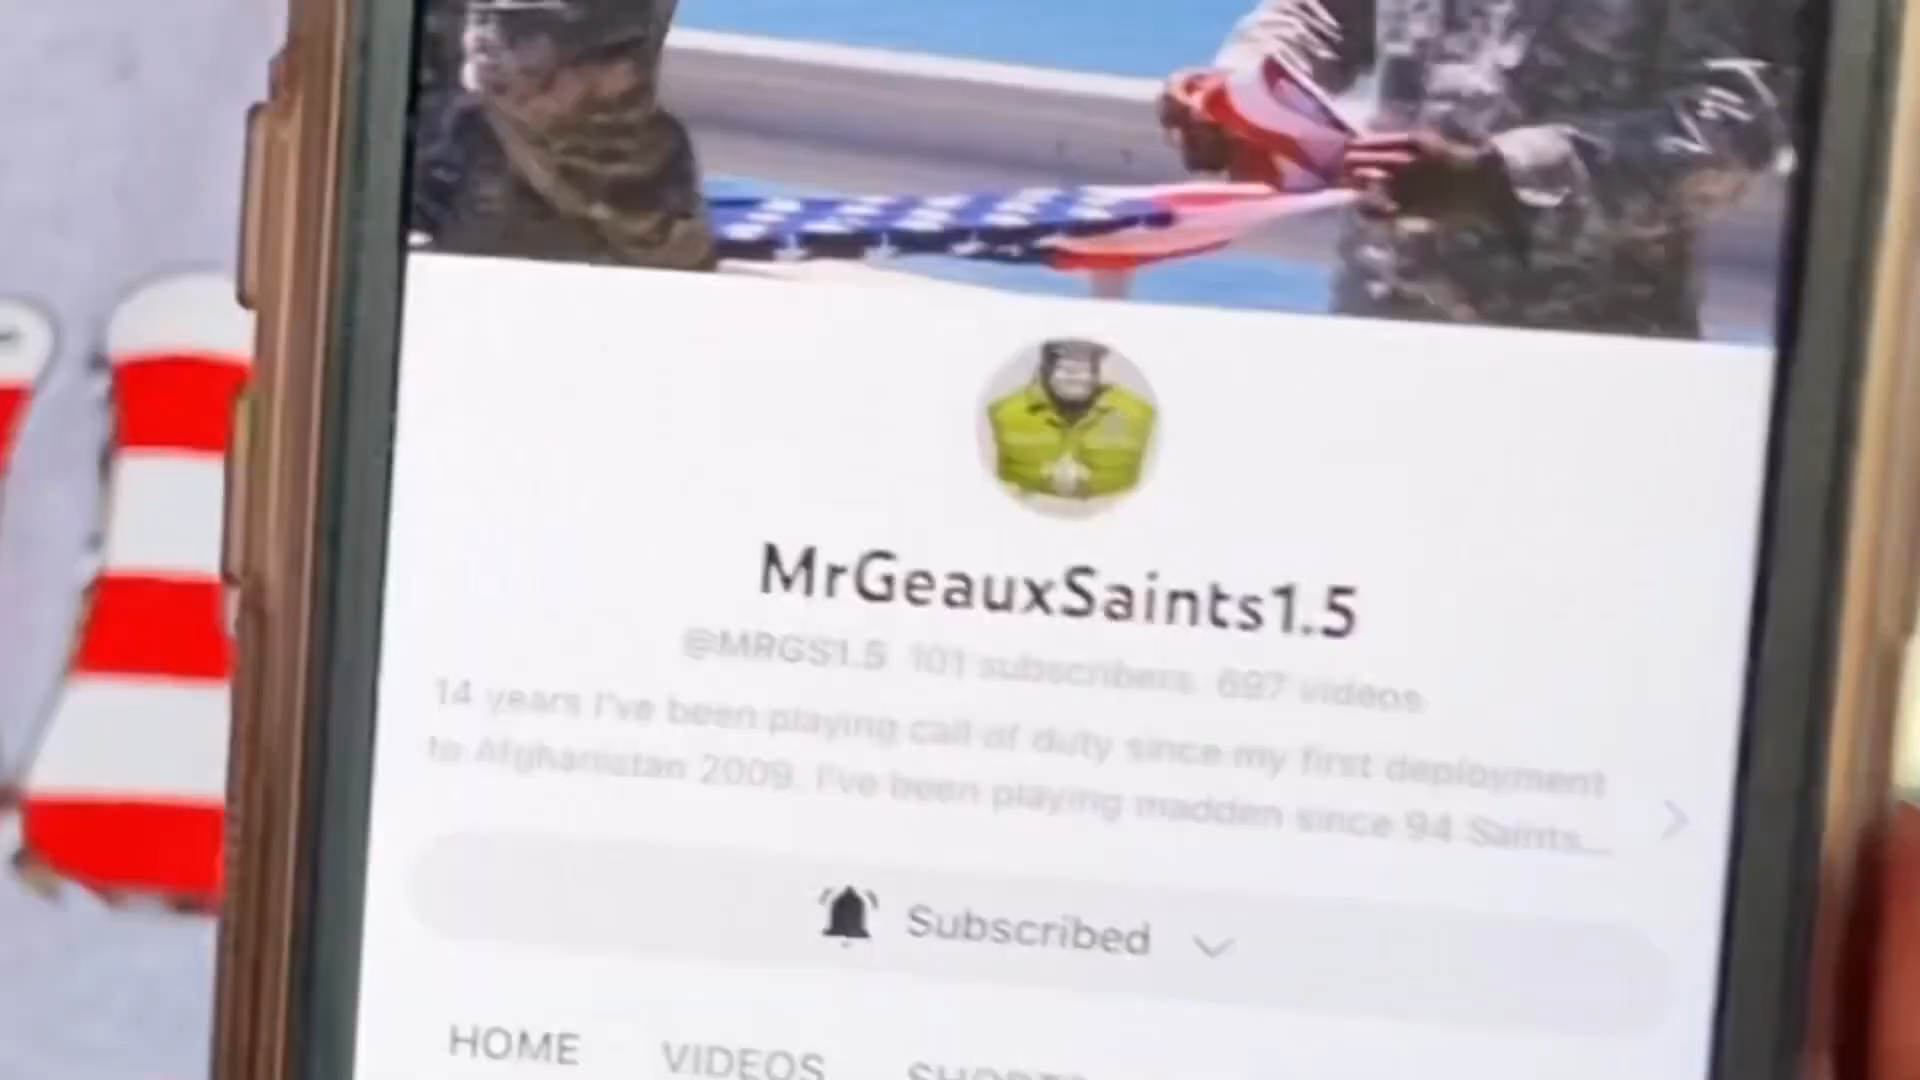 MrGeauxSaints1.5
@MRGS1.5 101 subscribers 697 videos
14 years I've been playing call of duty since my first deployment
to Afghanistan 2009. I've been playing madden since 94 Saints...
Subscribed
HOME VIDEOS SHORTS